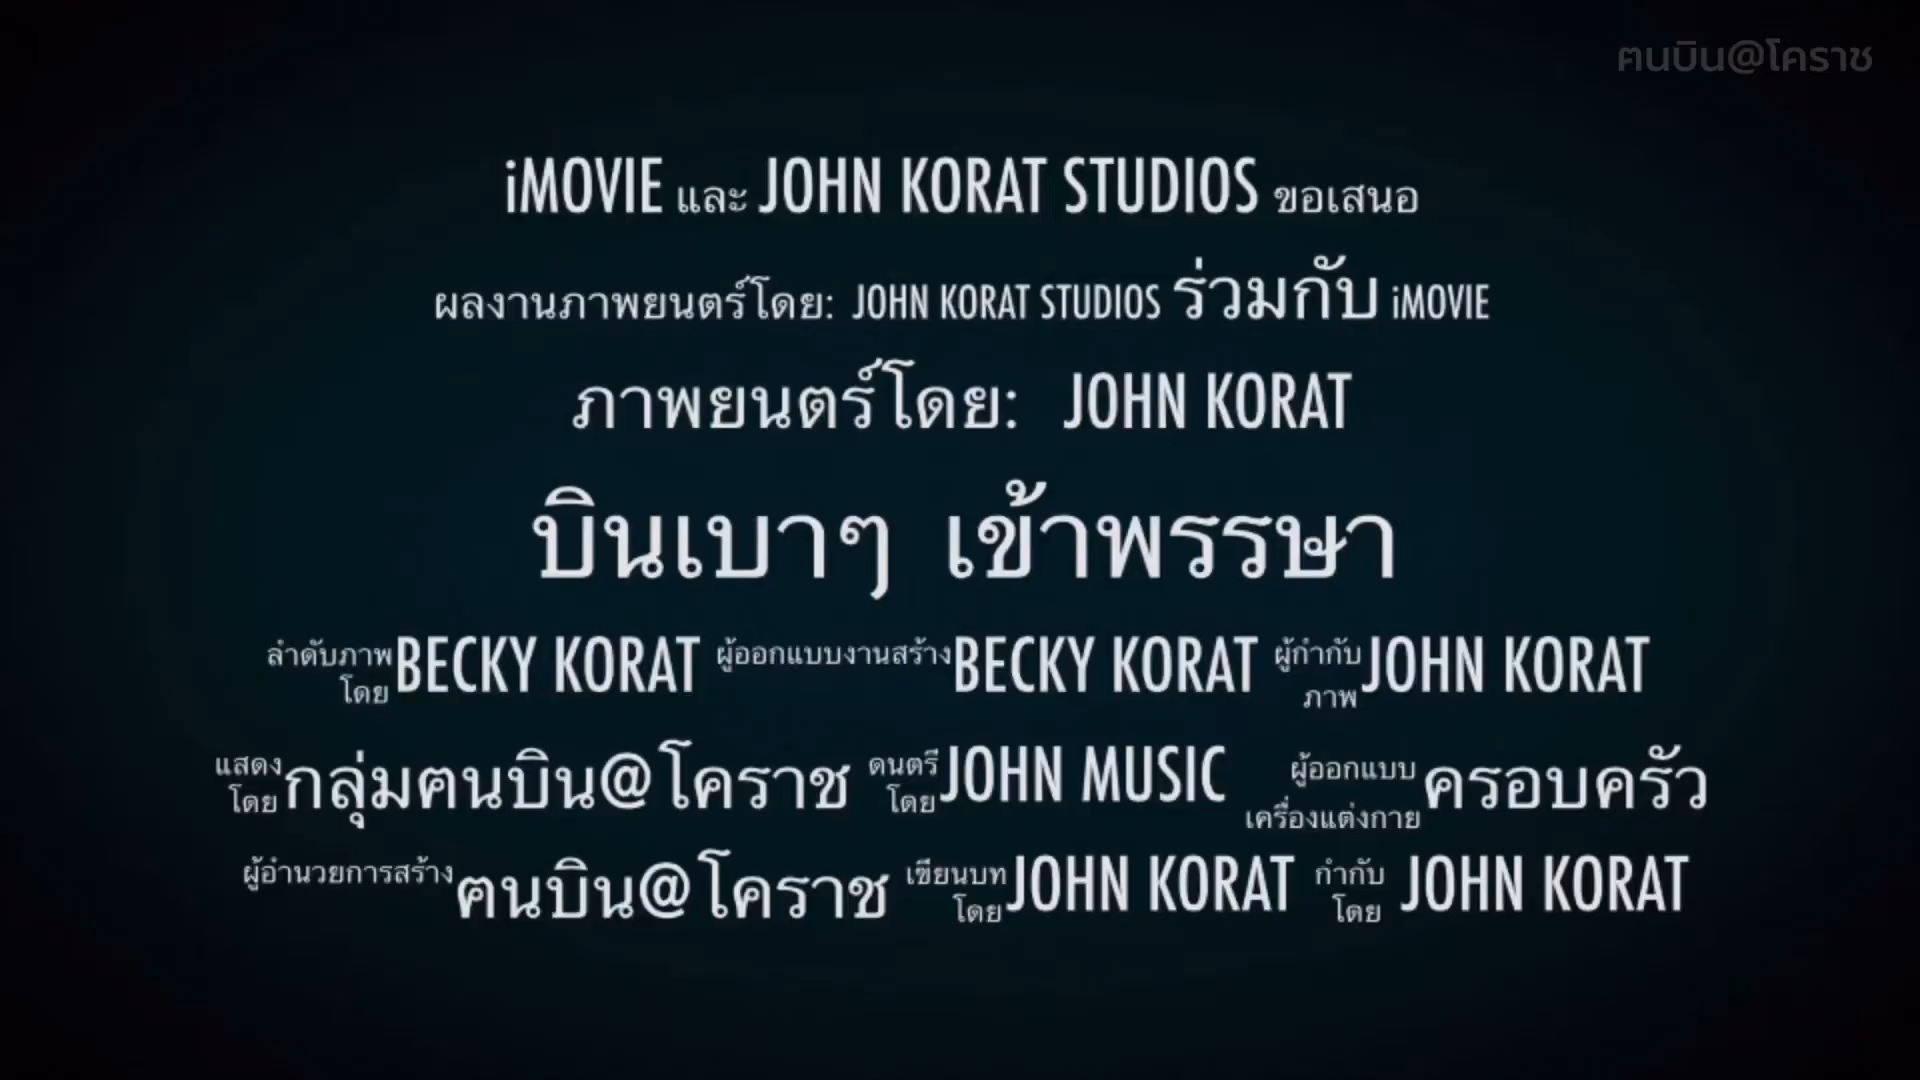 ฅนบิน@โคราช
iMOVIE และ JOHN KORAT STUDIOS ขอเสนอ
ผลงานภาพยนตร์โดย: JOHN KORAT STUDIOS ร่วมกับ iMOVIE
ภาพยนตร์โดย: JOHN KORAT
บินเบาๆ เข้าพรรษา
ลำดับภาพโดย BECKY KORAT ผู้ออกแบบงานสร้าง BECKY KORAT ผู้กำกับภาพ JOHN KORAT
แสดงโดย กลุ่มฅนบิน@โคราช ดนตรีโดย JOHN MUSIC ผู้ออกแบบเครื่องแต่งกาย ครอบครัว
ผู้อำนวยการสร้าง ฅนบิน@โคราช เขียนบทโดย JOHN KORAT กำกับโดย JOHN KORAT